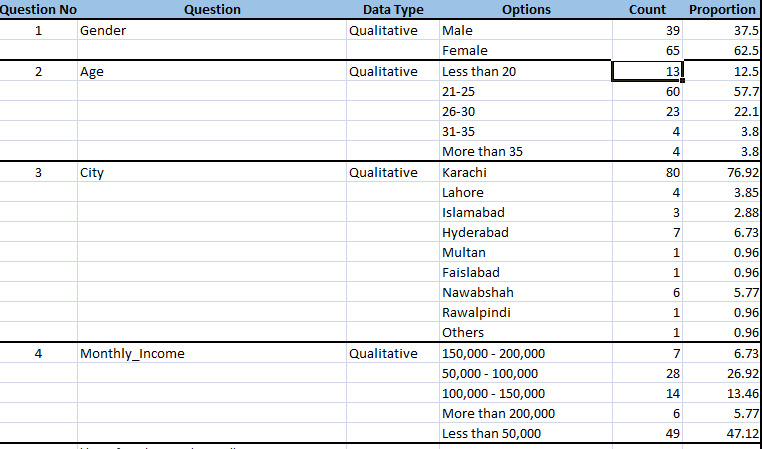 Question No Question Data Type Options Count Proportion
1 Gender Qualitative Male 39 37.5
Female 65 62.5
2 Age Qualitative Less than 20 13 12.5
21-25 60 57.7
26-30 23 22.1
31-35 4 3.8
More than 35 4 3.8
3 City Qualitative Karachi 80 76.92
Lahore 4 3.85
Islamabad 3 2.88
Hyderabad 7 6.73
Multan 1 0.96
Faislabad 1 0.96
Nawabshah 6 5.77
Rawalpindi 1 0.96
Others 1 0.96
4 Monthly_Income Qualitative 150,000 - 200,000 7 6.73
50,000 - 100,000 28 26.92
100,000 - 150,000 14 13.46
More than 200,000 6 5.77
Less than 50,000 49 47.12